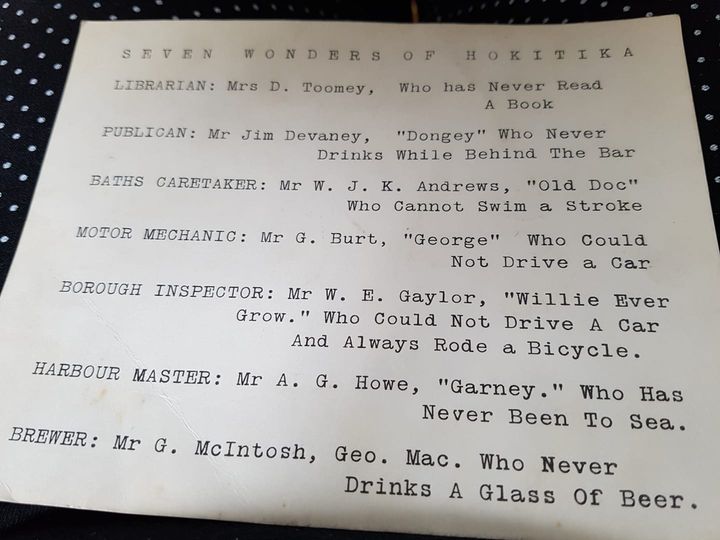 SEVEN WONDERS OF HOKITIKA
LIBRARIAN: Mrs D. Toomey, Who has Never Read
A Book
PUBLICAN: Mr Jim Devaney, "Dongey" Who Never
Drinks While Behind The Bar
BATHS CARETAKER: Mr W. J. K. Andrews, "Old Doc"
Who Cannot Swim a Stroke
MOTOR MECHANIC: Mr G. Burt, "George" Who Could
Not Drive a Car
BOROUGH INSPECTOR: Mr W. E. Gaylor, "Willie Ever
Grow." Who Could Not Drive A Car
And Always Rode a Bicycle.
HARBOUR MASTER: Mr A. G. Howe, "Garney." Who Has
Never Been To Sea.
BREWER: Mr G. McIntosh, Geo. Mac. Who Never
Drinks A Glass Of Beer.